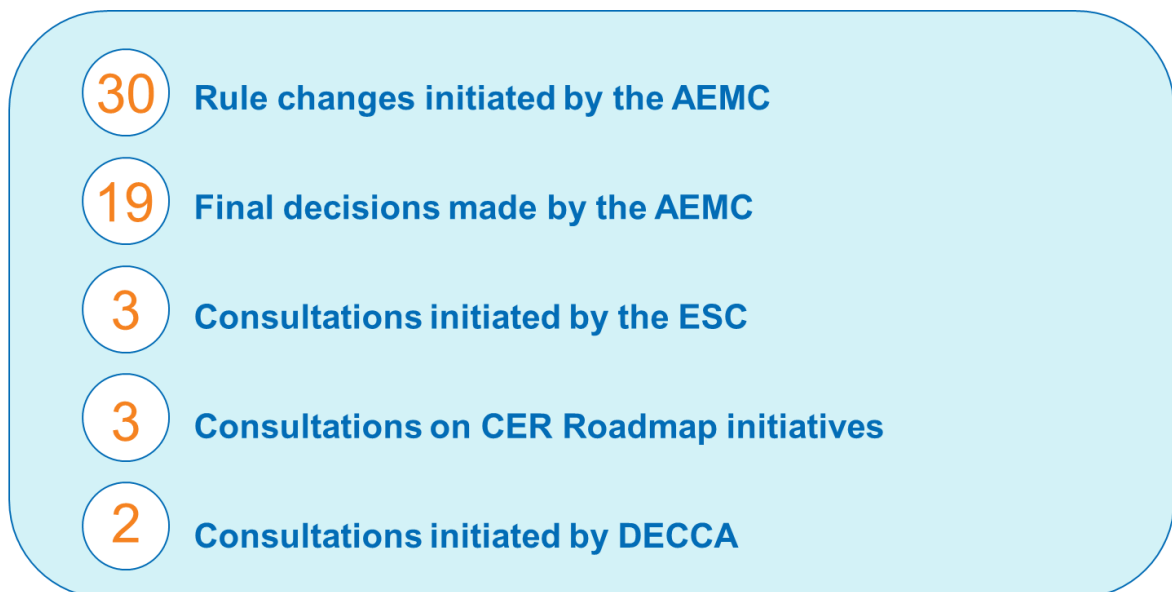 30 Rule changes initiated by the AEMC
19 Final decisions made by the AEMC
3 Consultations initiated by the ESC
3 Consultations on CER Roadmap initiatives
2 Consultations initiated by DECCA